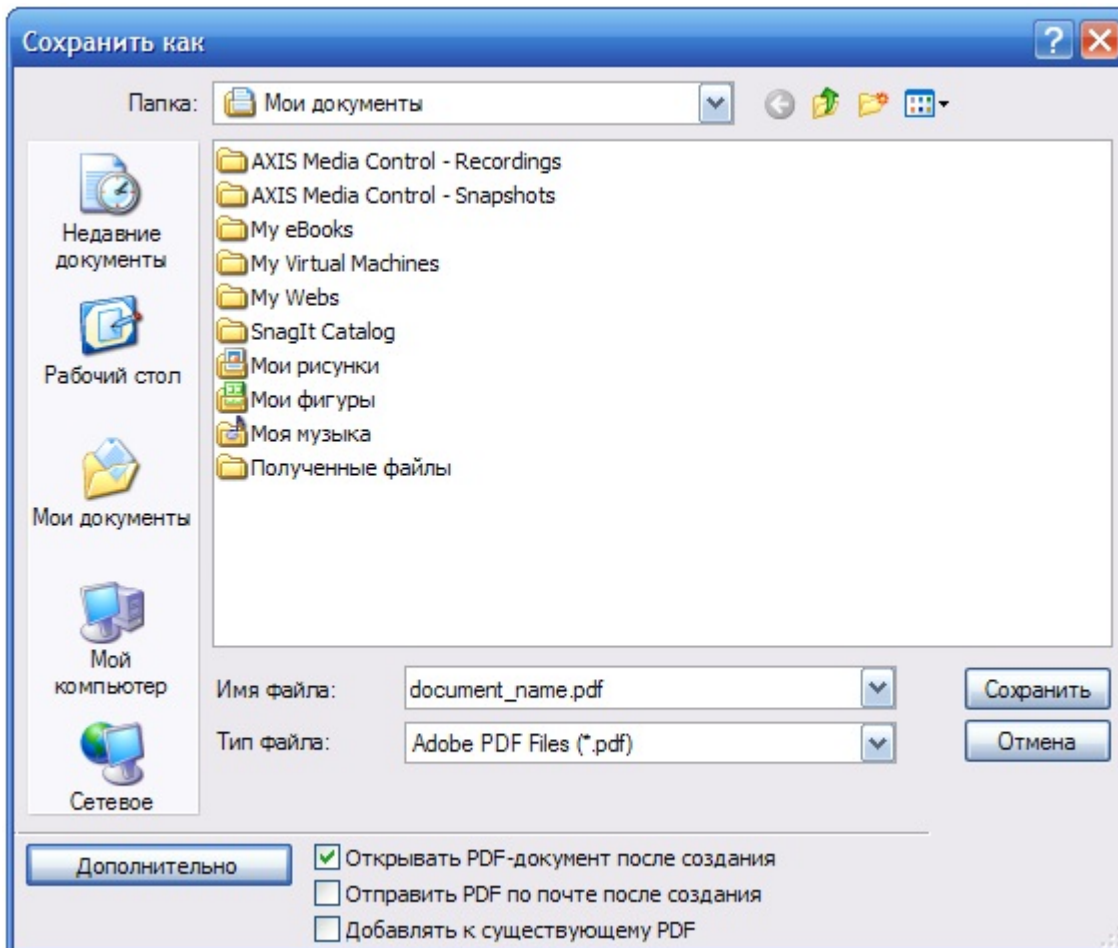 Сохранить как
Папка:
Мои документы
Недавние
документы
Рабочий стол
Мои документы
Мой
компьютер
Сетевое
AXIS Media Control - Recordings
AXIS Media Control - Snapshots
My eBooks
My Virtual Machines
My Webs
SnagIt Catalog
Мои рисунки
Мои фигуры
Моя музыка
Полученные файлы
Имя файла:
document_name.pdf
Сохранить
Тип файла:
Adobe PDF Files (*.pdf)
Отмена
Дополнительно
Открывать PDF-документ после создания
Отправить PDF по почте после создания
Добавлять к существующему PDF